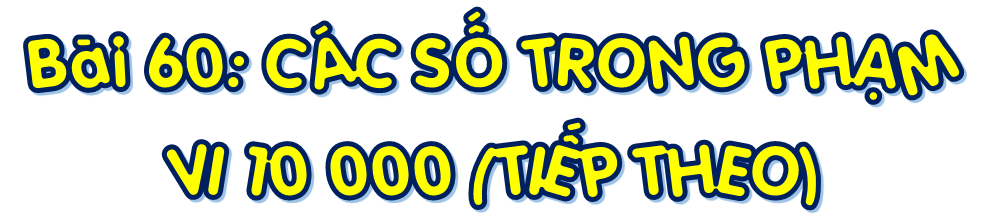 Bài 60: CÁC SỐ TRONG PHẠM
VI 10 000 (TIẾP THEO)